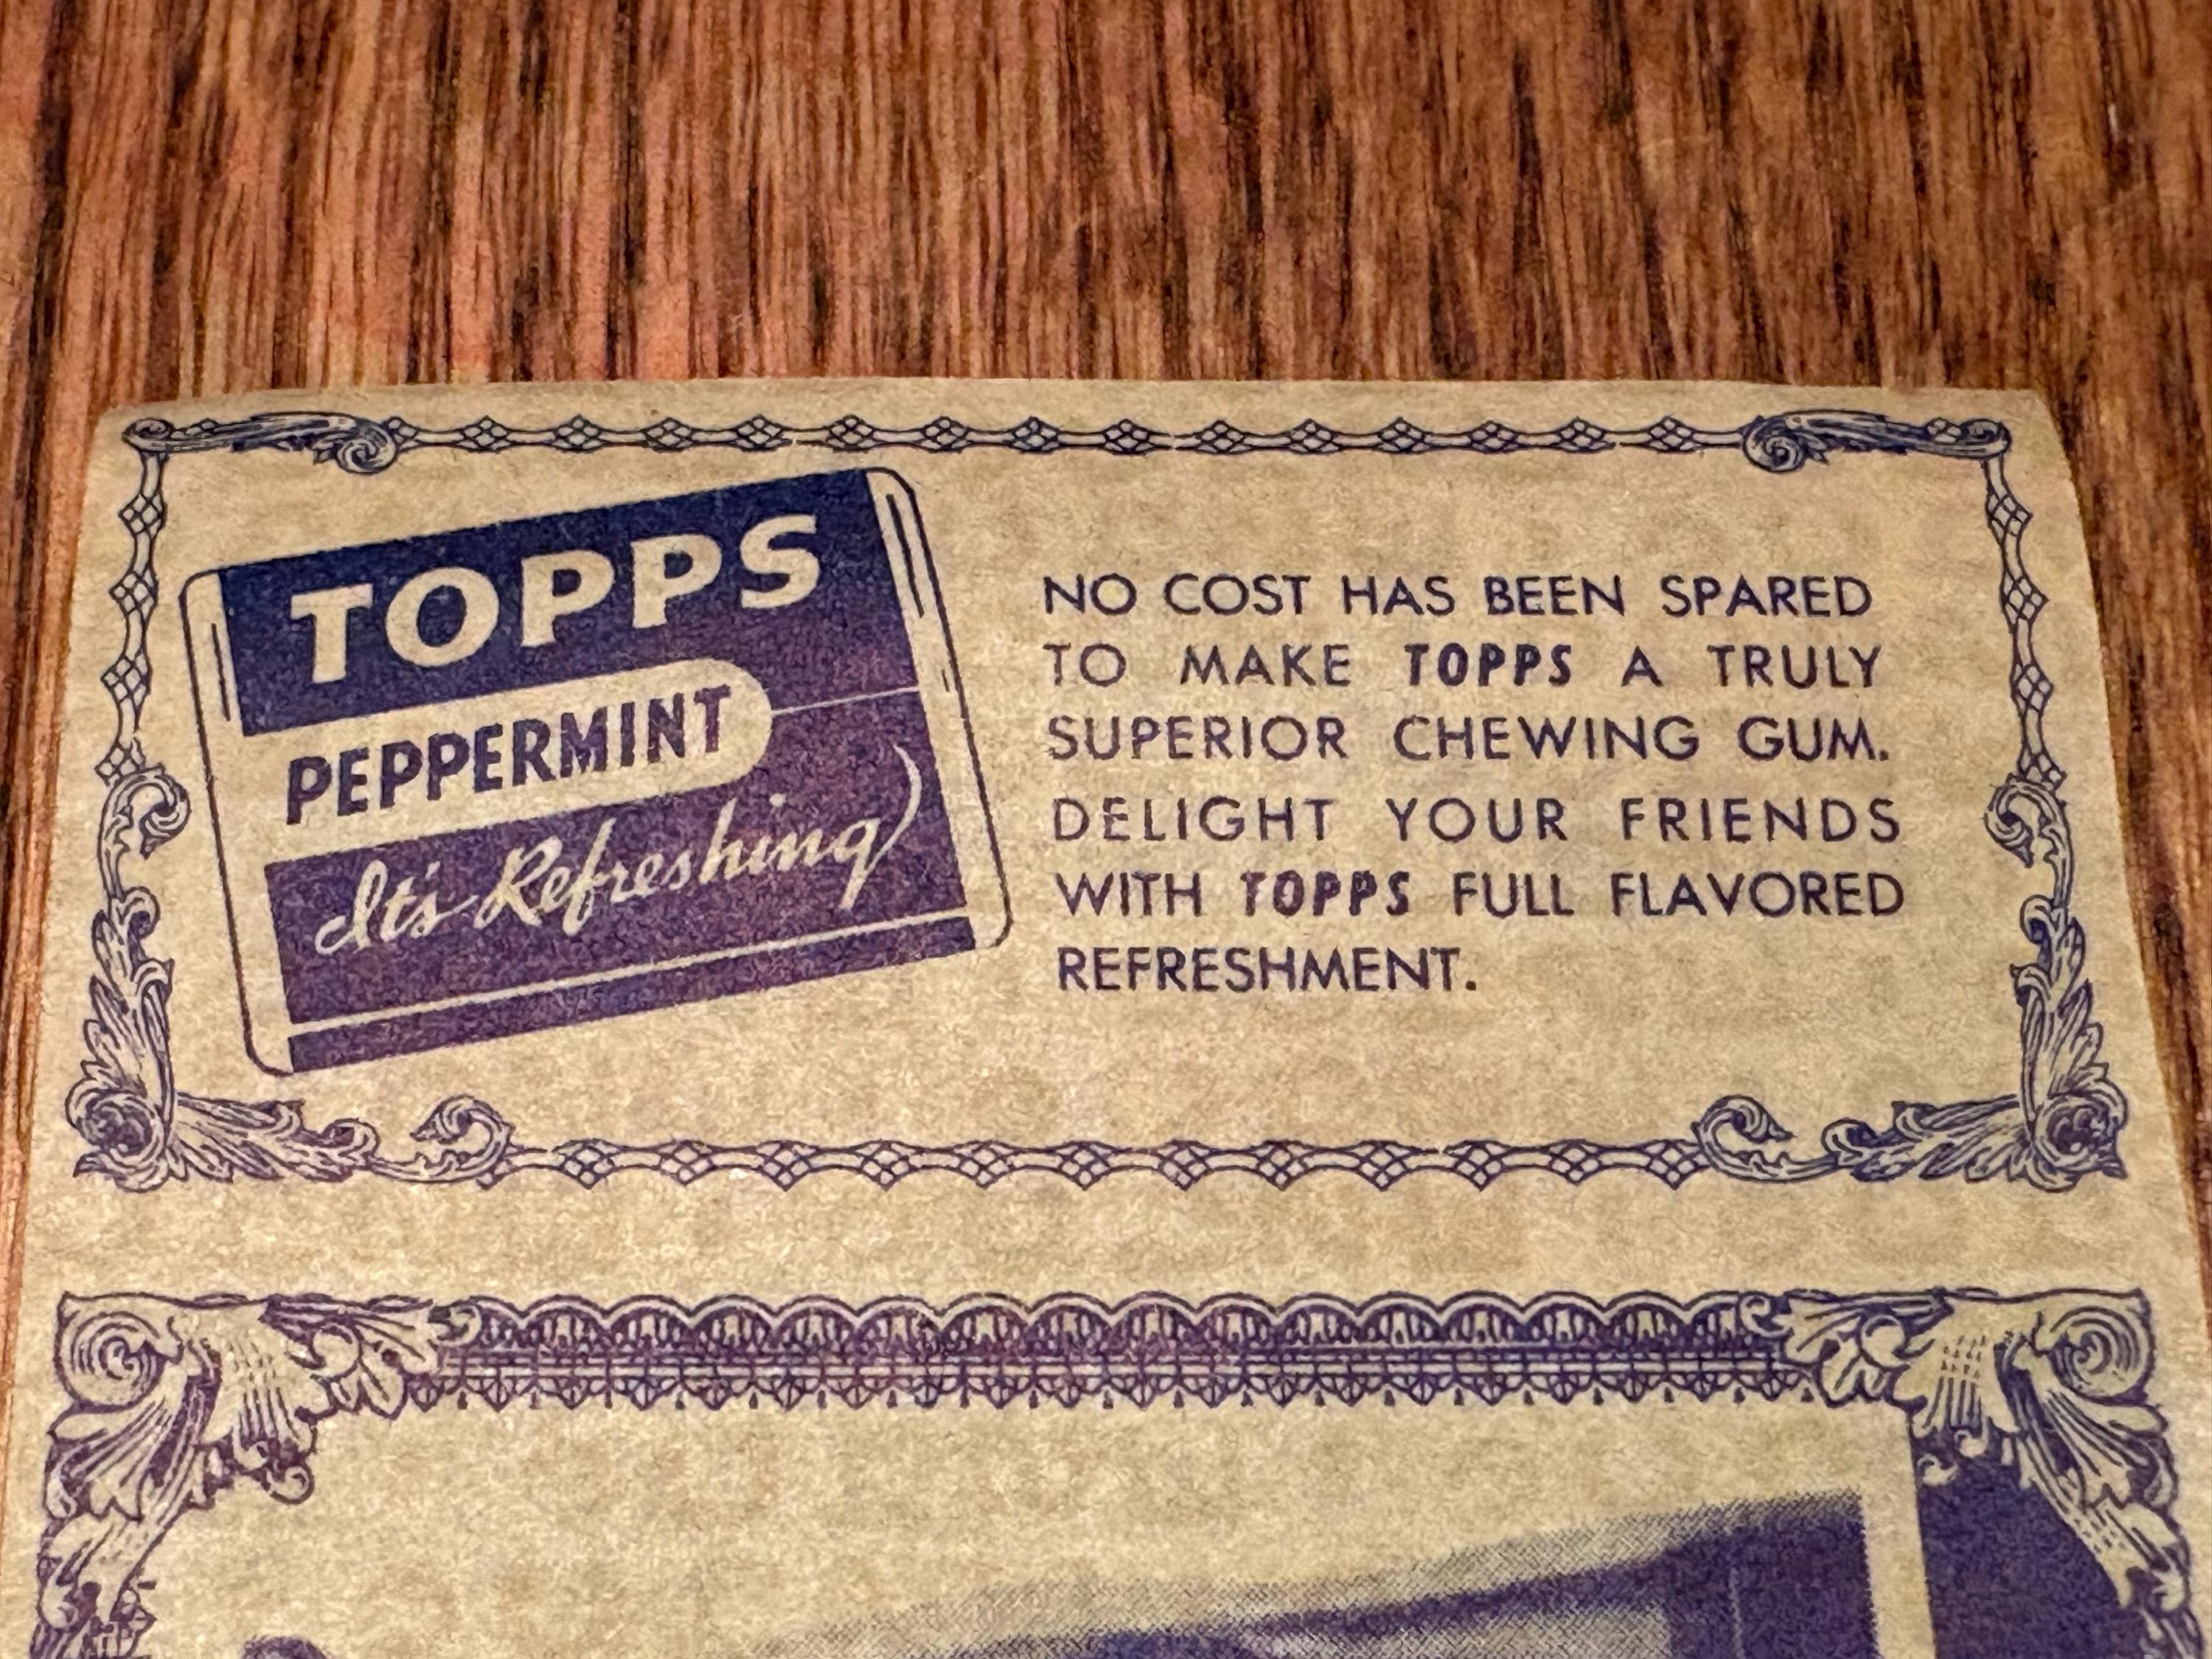 TOPPS
PEPPERMINT
It's Refreshing
NO COST HAS BEEN SPARED
TO MAKE TOPPS A TRULY
SUPERIOR CHEWING GUM.
DELIGHT YOUR FRIENDS
WITH TOPPS FULL FLAVORED
REFRESHMENT.